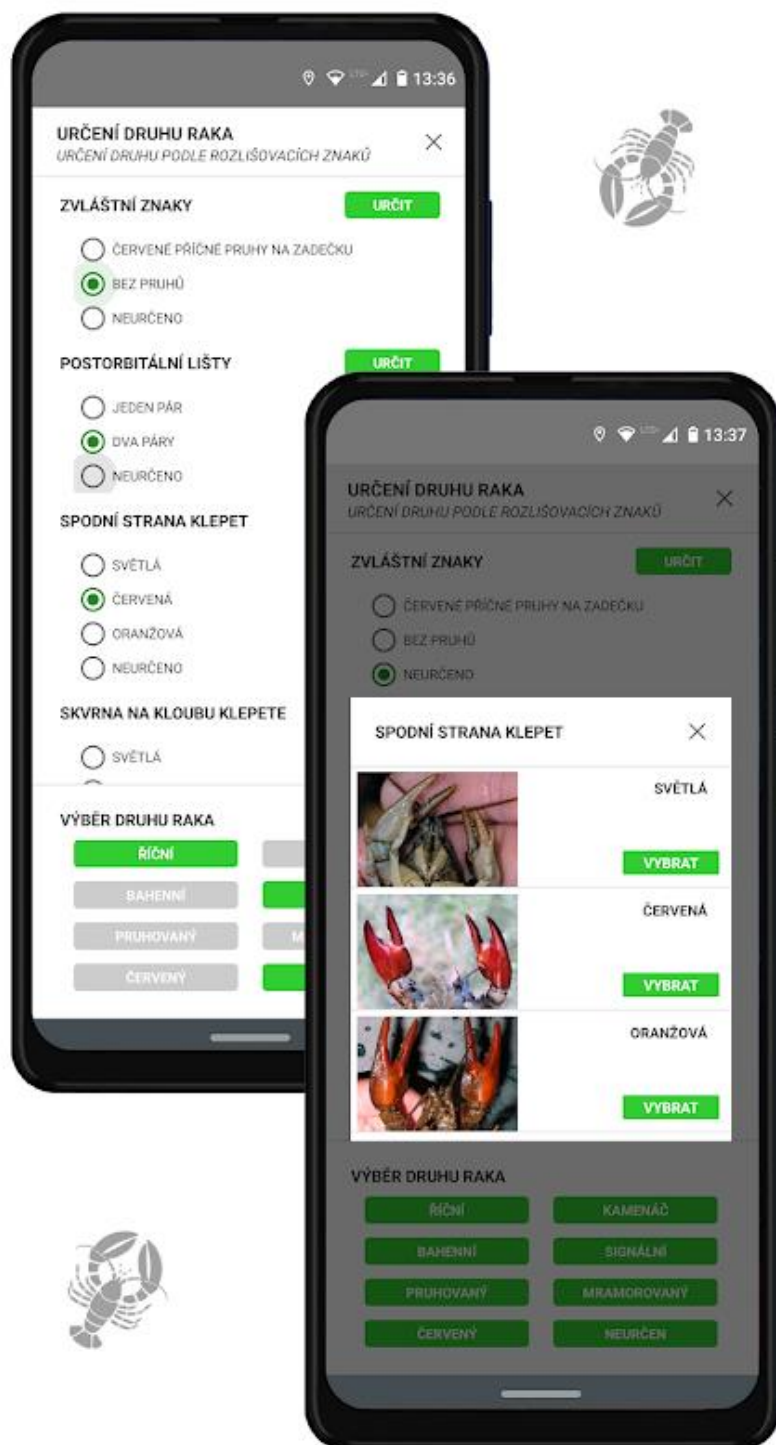 13:36
URČENÍ DRUHU RAKA
URČENÍ DRUHU PODLE ROZLIŠOVACÍCH ZNAKŮ
ZVLÁŠTNÍ ZNAKY URČIT
ČERVENÉ PŘÍČNÉ PRUHY NA ZADEČKU
BEZ PRUHŮ
NEURČENO
POSTORBITÁLNÍ LIŠTY URČIT
JEDEN PÁR
DVA PÁRY
NEURČENO
SPODNÍ STRANA KLEPET
SVĚTLÁ
ČERVENÁ
ORANŽOVÁ
NEURČENO
SKVRNA NA KLOUBU KLEPETE
SVĚTLÁ
VÝBĚR DRUHU RAKA
ŘÍČNÍ
BAHENNÍ
PRUHOVANÝ M
ČERVENÝ
13:37
URČENÍ DRUHU RAKA
URČENÍ DRUHU PODLE ROZLIŠOVACÍCH ZNAKŮ
ZVLÁŠTNÍ ZNAKY URČIT
ČERVENÉ PŘÍČNÉ PRUHY NA ZADEČKU
BEZ PRUHŮ
NEURČENO
SPODNÍ STRANA KLEPET
SVĚTLÁ
VYBRAT
ČERVENÁ
VYBRAT
ORANŽOVÁ
VYBRAT
VÝBĚR DRUHU RAKA
ŘÍČNÍ KAMENÁČ
BAHENNÍ SIGNÁLNÍ
PRUHOVANÝ MRAMOROVANÝ
ČERVENÝ NEURČEN